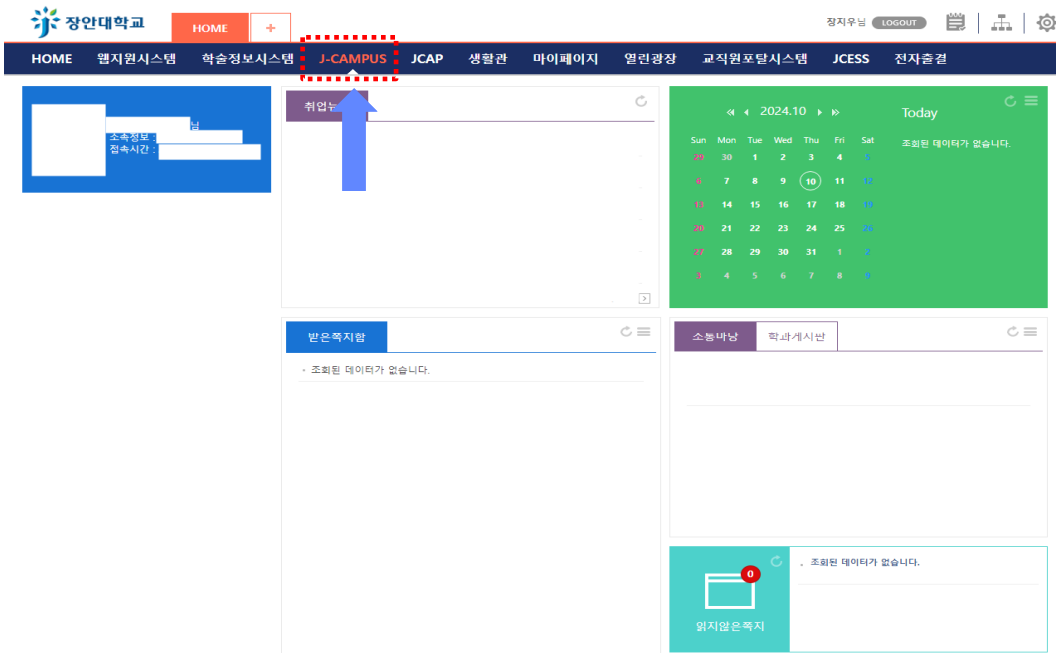 장안대학교
HOME +
장지우님 LOGOUT
HOME 웹지원시스템 학술정보시스템 J-CAMPUS JCAP 생활관 마이페이지 열린광장 교직원포탈시스템 JCESS 전자출결
님
소속정보 :
접속시간 :
취업뉴
2024.10
Sun Mon Tue Wed Thu Fri Sat
29 30 1 2 3 4 5
6 7 8 9 10 11 12
13 14 15 16 17 18 19
20 21 22 23 24 25 26
27 28 29 30 31 1 2
3 4 5 6 7 8 9
Today
조회된 데이터가 없습니다.
받은쪽지함
조회된 데이터가 없습니다.
소통마당 학과게시판
0
읽지않은쪽지
조회된 데이터가 없습니다.